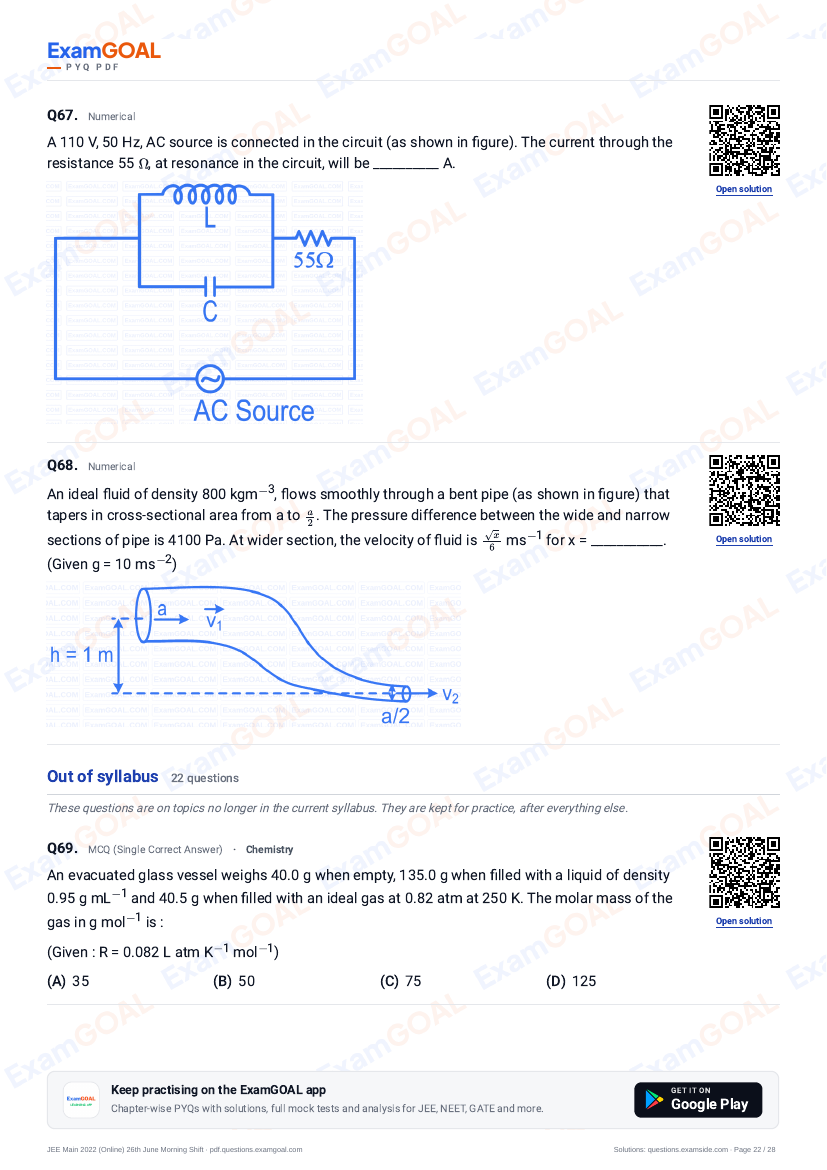 ExamGOAL
PYQ PDF
Q67. Numerical
A 110 V, 50 Hz, AC source is connected in the circuit (as shown in figure). The current through the
resistance 55 Ω, at resonance in the circuit, will be __________ A.
Open solution
L
55Ω
C
AC Source
Q68. Numerical
An ideal fluid of density 800 kgm⁻³, flows smoothly through a bent pipe (as shown in figure) that
tapers in cross-sectional area from a to a/2. The pressure difference between the wide and narrow
sections of pipe is 4100 Pa. At wider section, the velocity of fluid is √x/6 ms⁻¹ for x = ___________.
(Given g = 10 ms⁻²)
Open solution
a
v₁
h = 1 m
v₂
a/2
Out of syllabus 22 questions
These questions are on topics no longer in the current syllabus. They are kept for practice, after everything else.
Q69. MCQ (Single Correct Answer) · Chemistry
An evacuated glass vessel weighs 40.0 g when empty, 135.0 g when filled with a liquid of density
0.95 g mL⁻¹ and 40.5 g when filled with an ideal gas at 0.82 atm at 250 K. The molar mass of the
gas in g mol⁻¹ is :
Open solution
(Given : R = 0.082 L atm K⁻¹ mol⁻¹)
(A) 35 (B) 50 (C) 75 (D) 125
ExamGOAL
Keep practising on the ExamGOAL app
Chapter-wise PYQs with solutions, full mock tests and analysis for JEE, NEET, GATE and more.
GET IT ON
Google Play
JEE Main 2022 (Online) 26th June Morning Shift · pdf.questions.examgoal.com
Solutions: questions.examside.com · Page 22 / 28